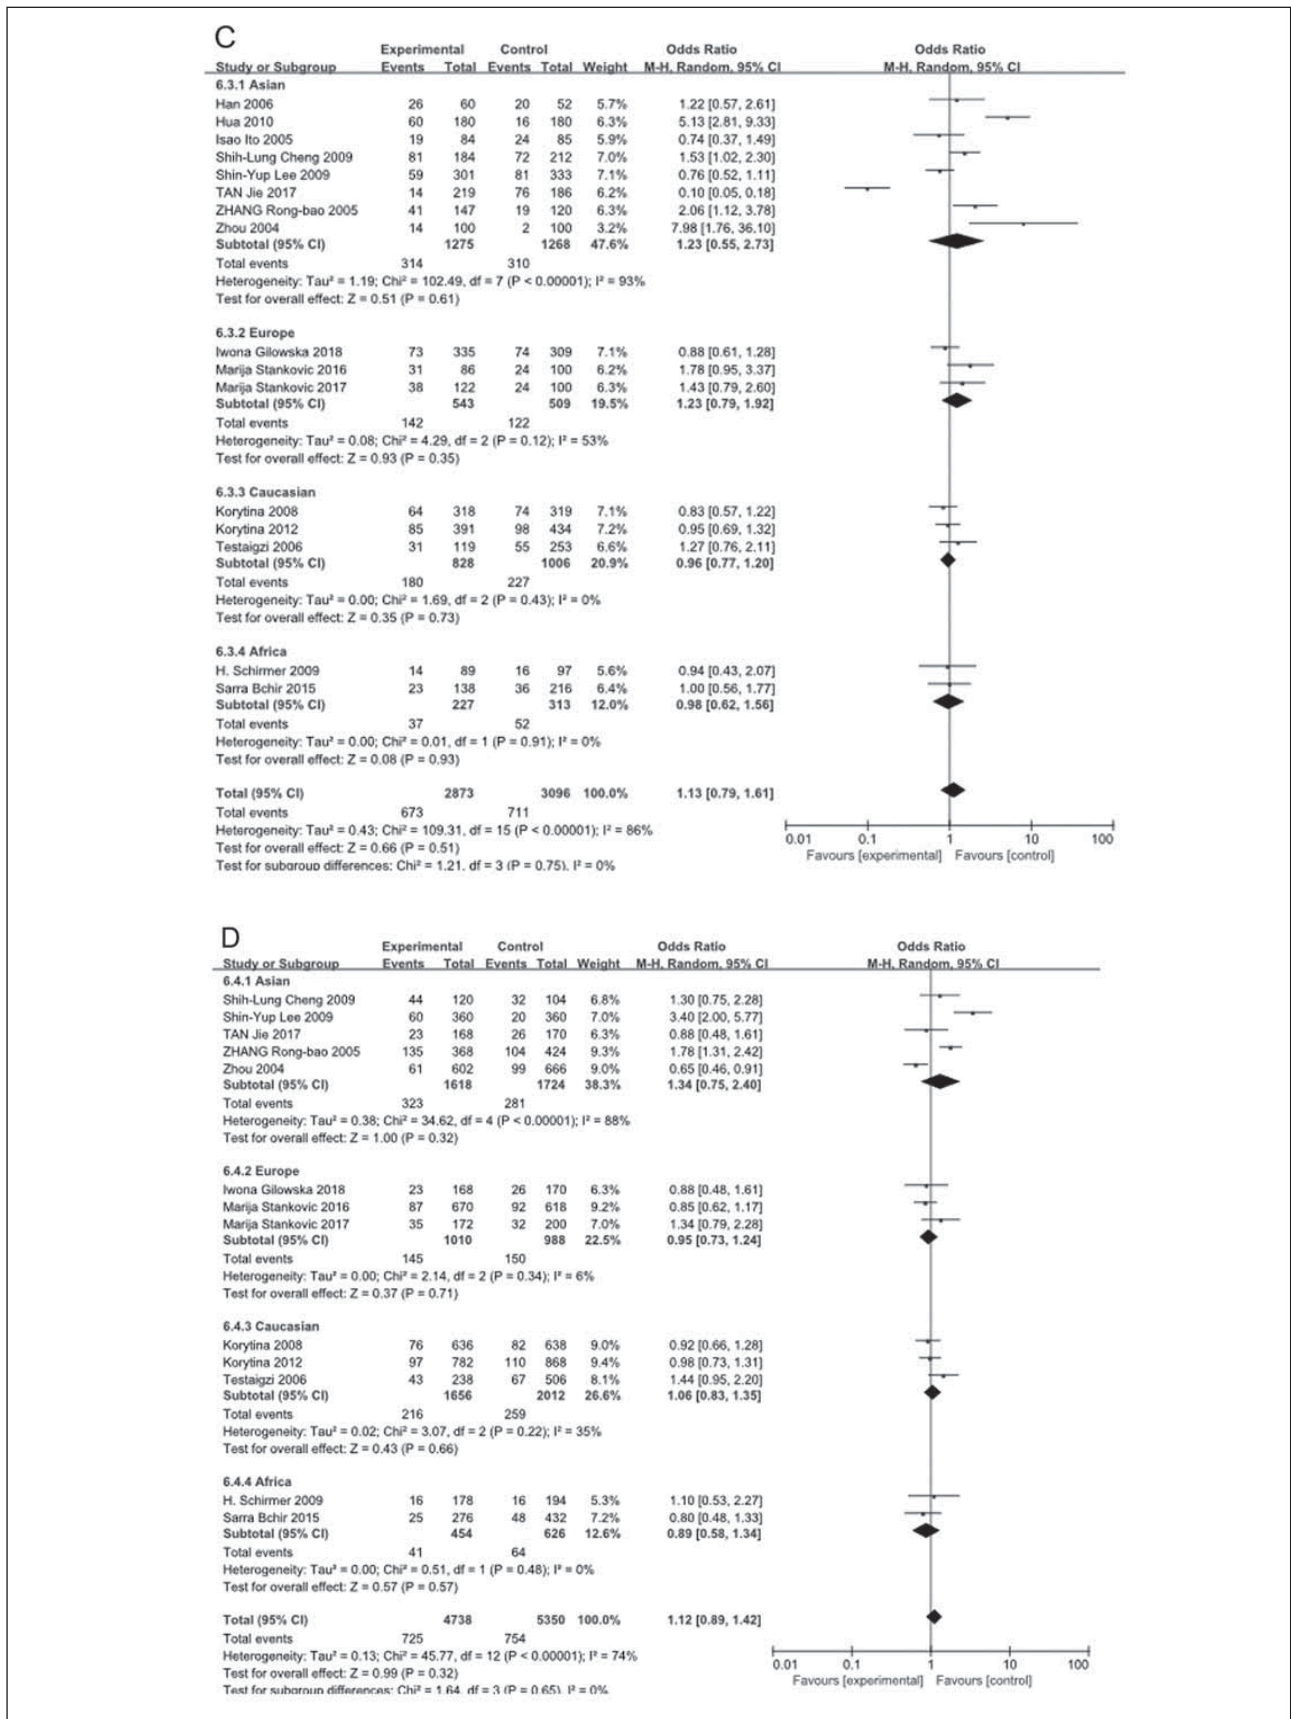 C
Experimental Control Odds Ratio Odds Ratio
Study or Subgroup Events Total Events Total Weight M-H, Random, 95% CI M-H, Random, 95% CI
6.3.1 Asian
Han 2006 26 60 20 52 5.7% 1.22 [0.57, 2.61]
Hua 2010 60 180 16 180 6.3% 5.13 [2.81, 9.33]
Isao Ito 2005 19 84 24 85 5.9% 0.74 [0.37, 1.49]
Shih-Lung Cheng 2009 81 184 72 212 7.0% 1.53 [1.02, 2.30]
Shin-Yup Lee 2009 59 301 81 333 7.1% 0.76 [0.52, 1.11]
TAN Jie 2017 14 219 76 186 6.2% 0.10 [0.05, 0.18]
ZHANG Rong-bao 2005 41 147 19 120 6.3% 2.06 [1.12, 3.78]
Zhou 2004 14 100 2 100 3.2% 7.98 [1.76, 36.10]
Subtotal (95% CI) 1275 1268 47.6% 1.23 [0.55, 2.73]
Total events 314 310
Heterogeneity: Tau² = 1.19; Chi² = 102.49, df = 7 (P < 0.00001); I² = 93%
Test for overall effect: Z = 0.51 (P = 0.61)
6.3.2 Europe
Iwona Gilowska 2018 73 335 74 309 7.1% 0.88 [0.61, 1.28]
Marija Stankovic 2016 31 86 24 100 6.2% 1.78 [0.95, 3.37]
Marija Stankovic 2017 38 122 24 100 6.3% 1.43 [0.79, 2.60]
Subtotal (95% CI) 543 509 19.5% 1.23 [0.79, 1.92]
Total events 142 122
Heterogeneity: Tau² = 0.08; Chi² = 4.29, df = 2 (P = 0.12); I² = 53%
Test for overall effect: Z = 0.93 (P = 0.35)
6.3.3 Caucasian
Korytina 2008 64 318 74 319 7.1% 0.83 [0.57, 1.22]
Korytina 2012 85 391 98 434 7.2% 0.95 [0.69, 1.32]
Testaigzi 2006 31 119 55 253 6.6% 1.27 [0.76, 2.11]
Subtotal (95% CI) 828 1006 20.9% 0.96 [0.77, 1.20]
Total events 180 227
Heterogeneity: Tau² = 0.00; Chi² = 1.69, df = 2 (P = 0.43); I² = 0%
Test for overall effect: Z = 0.35 (P = 0.73)
6.3.4 Africa
H. Schirmer 2009 14 89 16 97 5.6% 0.94 [0.43, 2.07]
Sarra Bchir 2015 23 138 36 216 6.4% 1.00 [0.56, 1.77]
Subtotal (95% CI) 227 313 12.0% 0.98 [0.62, 1.56]
Total events 37 52
Heterogeneity: Tau² = 0.00; Chi² = 0.01, df = 1 (P = 0.91); I² = 0%
Test for overall effect: Z = 0.08 (P = 0.93)
Total (95% CI) 2873 3096 100.0% 1.13 [0.79, 1.61]
Total events 673 711
Heterogeneity: Tau² = 0.43; Chi² = 109.31, df = 15 (P < 0.00001); I² = 86%
Test for overall effect: Z = 0.66 (P = 0.51)
Test for subgroup differences: Chi² = 1.21, df = 3 (P = 0.75), I² = 0%
0.01 0.1 1 10 100
Favours [experimental] Favours [control]
D
Experimental Control Odds Ratio Odds Ratio
Study or Subgroup Events Total Events Total Weight M-H, Random, 95% CI M-H, Random, 95% CI
6.4.1 Asian
Shih-Lung Cheng 2009 44 120 32 104 6.8% 1.30 [0.75, 2.28]
Shin-Yup Lee 2009 60 360 20 360 7.0% 3.40 [2.00, 5.77]
TAN Jie 2017 23 168 26 170 6.3% 0.88 [0.48, 1.61]
ZHANG Rong-bao 2005 135 368 104 424 9.3% 1.78 [1.31, 2.42]
Zhou 2004 61 602 99 666 9.0% 0.65 [0.46, 0.91]
Subtotal (95% CI) 1618 1724 38.3% 1.34 [0.75, 2.40]
Total events 323 281
Heterogeneity: Tau² = 0.38; Chi² = 34.62, df = 4 (P < 0.00001); I² = 88%
Test for overall effect: Z = 1.00 (P = 0.32)
6.4.2 Europe
Iwona Gilowska 2018 23 168 26 170 6.3% 0.88 [0.48, 1.61]
Marija Stankovic 2016 87 670 92 618 9.2% 0.85 [0.62, 1.17]
Marija Stankovic 2017 35 172 32 200 7.0% 1.34 [0.79, 2.28]
Subtotal (95% CI) 1010 988 22.5% 0.95 [0.73, 1.24]
Total events 145 150
Heterogeneity: Tau² = 0.00; Chi² = 2.14, df = 2 (P = 0.34); I² = 6%
Test for overall effect: Z = 0.37 (P = 0.71)
6.4.3 Caucasian
Korytina 2008 76 636 82 638 9.0% 0.92 [0.66, 1.28]
Korytina 2012 97 782 110 868 9.4% 0.98 [0.73, 1.31]
Testaigzi 2006 43 238 67 506 8.1% 1.44 [0.95, 2.20]
Subtotal (95% CI) 1656 2012 26.6% 1.06 [0.83, 1.35]
Total events 216 259
Heterogeneity: Tau² = 0.02; Chi² = 3.07, df = 2 (P = 0.22); I² = 35%
Test for overall effect: Z = 0.43 (P = 0.66)
6.4.4 Africa
H. Schirmer 2009 16 178 16 194 5.3% 1.10 [0.53, 2.27]
Sarra Bchir 2015 25 276 48 432 7.2% 0.80 [0.48, 1.33]
Subtotal (95% CI) 454 626 12.6% 0.89 [0.58, 1.34]
Total events 41 64
Heterogeneity: Tau² = 0.00; Chi² = 0.51, df = 1 (P = 0.48); I² = 0%
Test for overall effect: Z = 0.57 (P = 0.57)
Total (95% CI) 4738 5350 100.0% 1.12 [0.89, 1.42]
Total events 725 754
Heterogeneity: Tau² = 0.13; Chi² = 45.77, df = 12 (P < 0.00001); I² = 74%
Test for overall effect: Z = 0.99 (P = 0.32)
Test for subgroup differences: Chi² = 1.64, df = 3 (P = 0.65), I² = 0%
0.01 0.1 1 10 100
Favours [experimental] Favours [control]